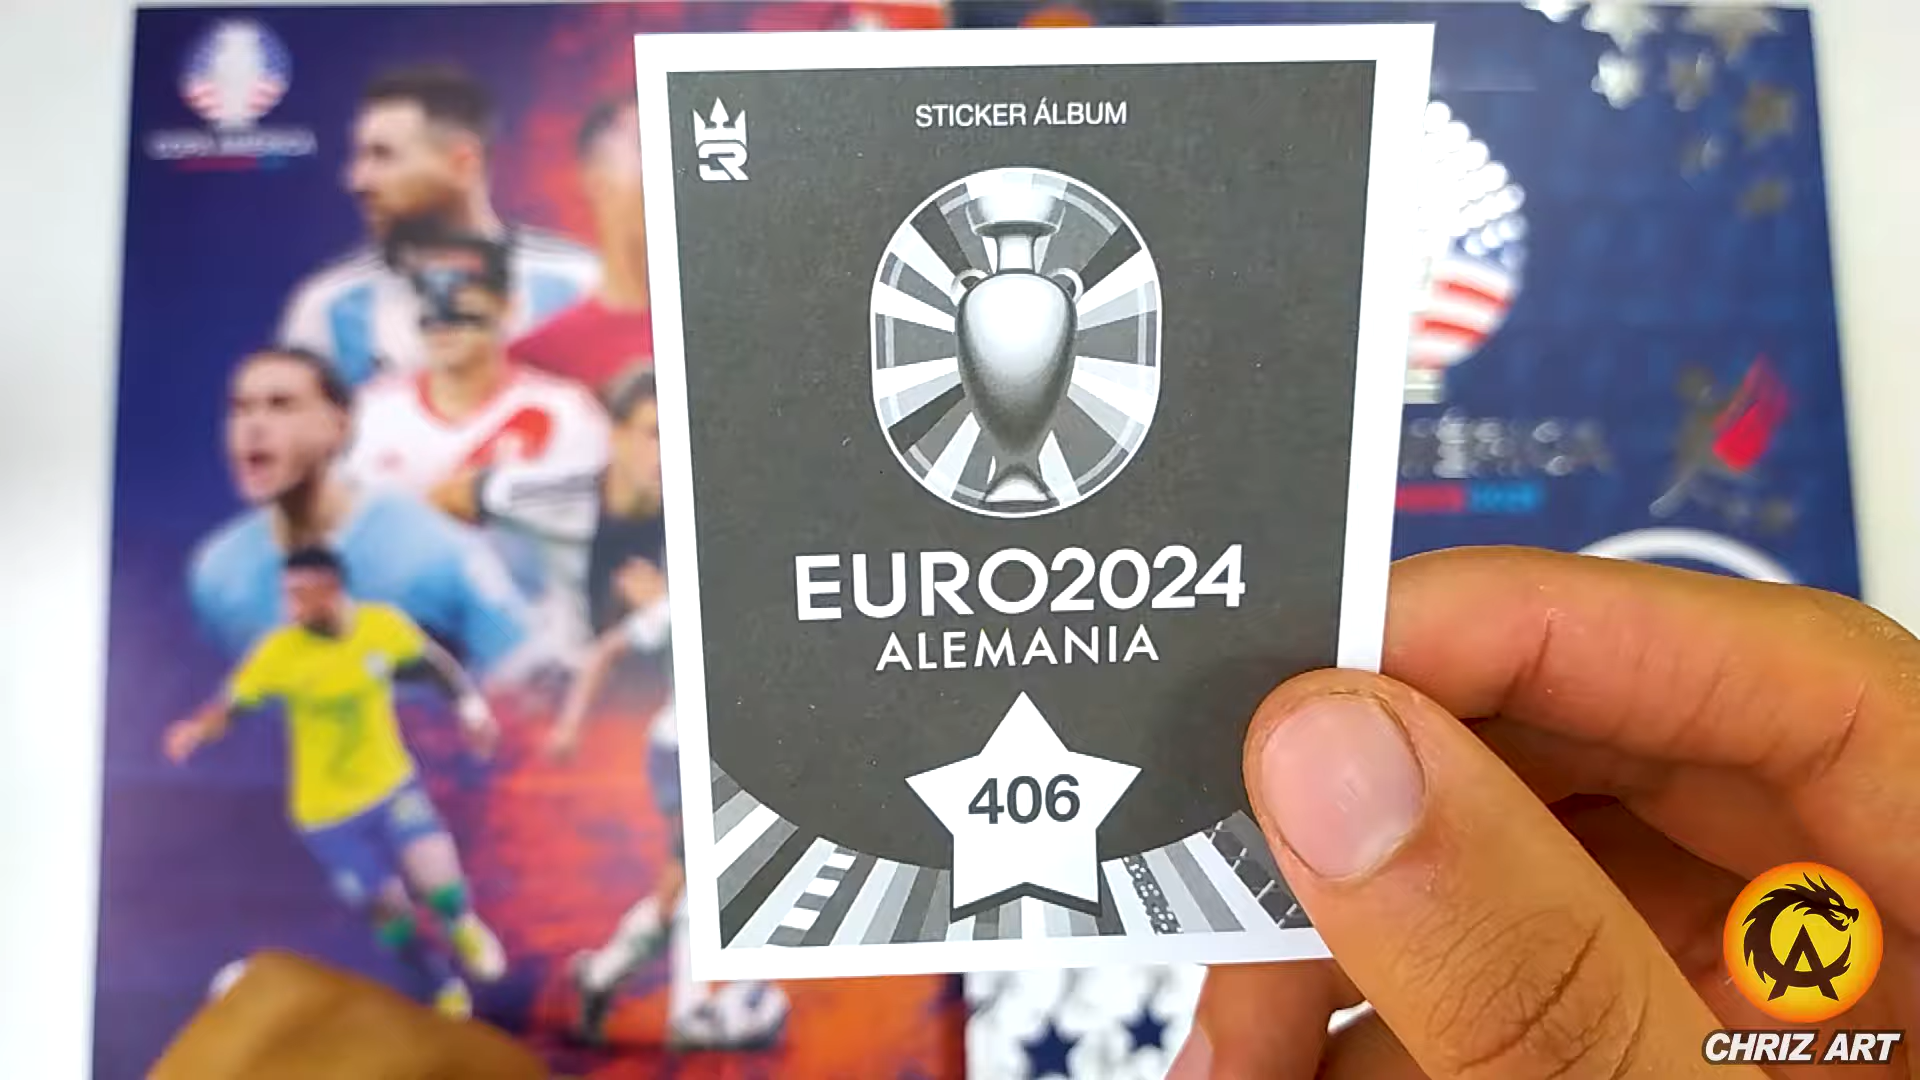 STICKER ÁLBUM
EURO2024
ALEMANIA
406
CHRIZ ART